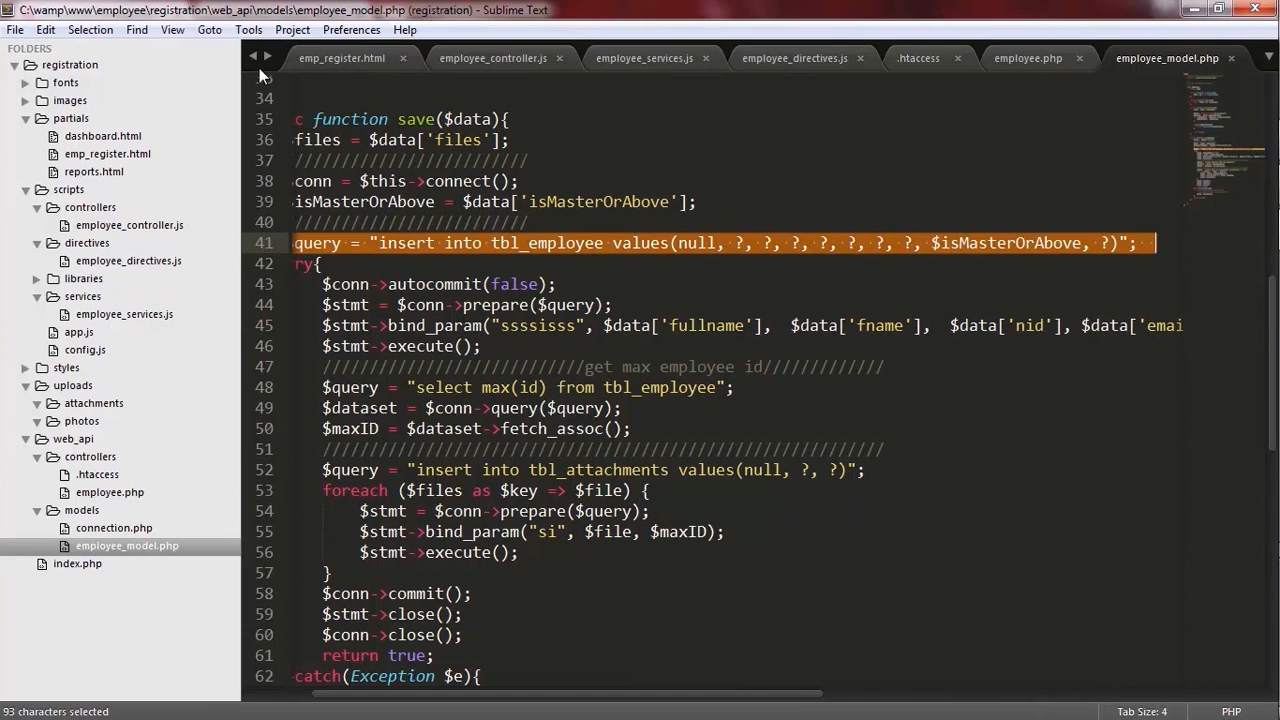 C:\wamp\www\employee\registration\web_api\models\employee_model.php (registration) - Sublime Text
File Edit Selection Find View Goto Tools Project Preferences Help
FOLDERS
registration
fonts
images
partials
dashboard.html
emp_register.html
reports.html
scripts
controllers
employee_controller.js
directives
employee_directives.js
libraries
services
employee_services.js
app.js
config.js
styles
uploads
attachments
photos
web_api
controllers
.htaccess
employee.php
models
connection.php
employee_model.php
index.php
emp_register.html × employee_controller.js × employee_services.js × employee_directives.js × .htaccess × employee.php × employee_model.php ×
34
35 c function save($data){
36 files = $data['files'];
37 /////////////////////////
38 conn = $this->connect();
39 isMasterOrAbove = $data['isMasterOrAbove'];
40 /////////////////////////
41 query = "insert into tbl_employee values(null, ?, ?, ?, ?, ?, ?, ?, $isMasterOrAbove, ?)";
42 ry{
43 $conn->autocommit(false);
44 $stmt = $conn->prepare($query);
45 $stmt->bind_param("ssssisss", $data['fullname'], $data['fname'], $data['nid'], $data['emai
46 $stmt->execute();
47 ////////////////////////////get max employee id/////////////
48 $query = "select max(id) from tbl_employee";
49 $dataset = $conn->query($query);
50 $maxID = $dataset->fetch_assoc();
51 ////////////////////////////////////////////////////////////
52 $query = "insert into tbl_attachments values(null, ?, ?)";
53 foreach ($files as $key => $file) {
54 $stmt = $conn->prepare($query);
55 $stmt->bind_param("si", $file, $maxID);
56 $stmt->execute();
57 }
58 $conn->commit();
59 $stmt->close();
60 $conn->close();
61 return true;
62 catch(Exception $e){
93 characters selected Tab Size: 4 PHP